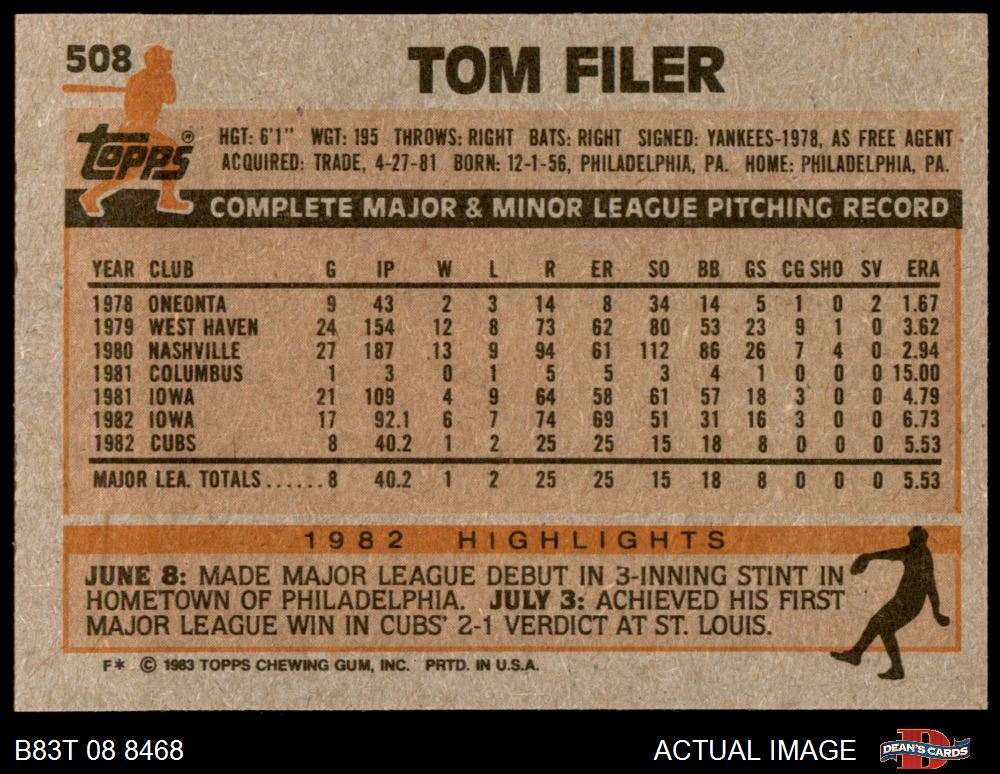 508
TOM FILER
topps®
HGT: 6'1" WGT: 195 THROWS: RIGHT BATS: RIGHT SIGNED: YANKEES-1978, AS FREE AGENT
ACQUIRED: TRADE, 4-27-81 BORN: 12-1-56, PHILADELPHIA, PA. HOME: PHILADELPHIA, PA.
COMPLETE MAJOR & MINOR LEAGUE PITCHING RECORD
YEAR CLUB G IP W L R ER SO BB GS CG SHO SV ERA
1978 ONEONTA 9 43 2 3 14 8 34 14 5 1 0 2 1.67
1979 WEST HAVEN 24 154 12 8 73 62 80 53 23 9 1 0 3.62
1980 NASHVILLE 27 187 13 9 94 61 112 86 26 7 4 0 2.94
1981 COLUMBUS 1 3 0 1 5 5 3 4 1 0 0 0 15.00
1981 IOWA 21 109 4 9 64 58 61 57 18 3 0 0 4.79
1982 IOWA 17 92.1 6 7 74 69 51 31 16 3 0 0 6.73
1982 CUBS 8 40.2 1 2 25 25 15 18 8 0 0 0 5.53
MAJOR LEA. TOTALS......8 40.2 1 2 25 25 15 18 8 0 0 0 5.53
1982 HIGHLIGHTS
JUNE 8: MADE MAJOR LEAGUE DEBUT IN 3-INNING STINT IN
HOMETOWN OF PHILADELPHIA. JULY 3: ACHIEVED HIS FIRST
MAJOR LEAGUE WIN IN CUBS' 2-1 VERDICT AT ST. LOUIS.
F* © 1983 TOPPS CHEWING GUM, INC. PRTD. IN U.S.A.
B83T 08 8468 ACTUAL IMAGE DEAN'S CARDS